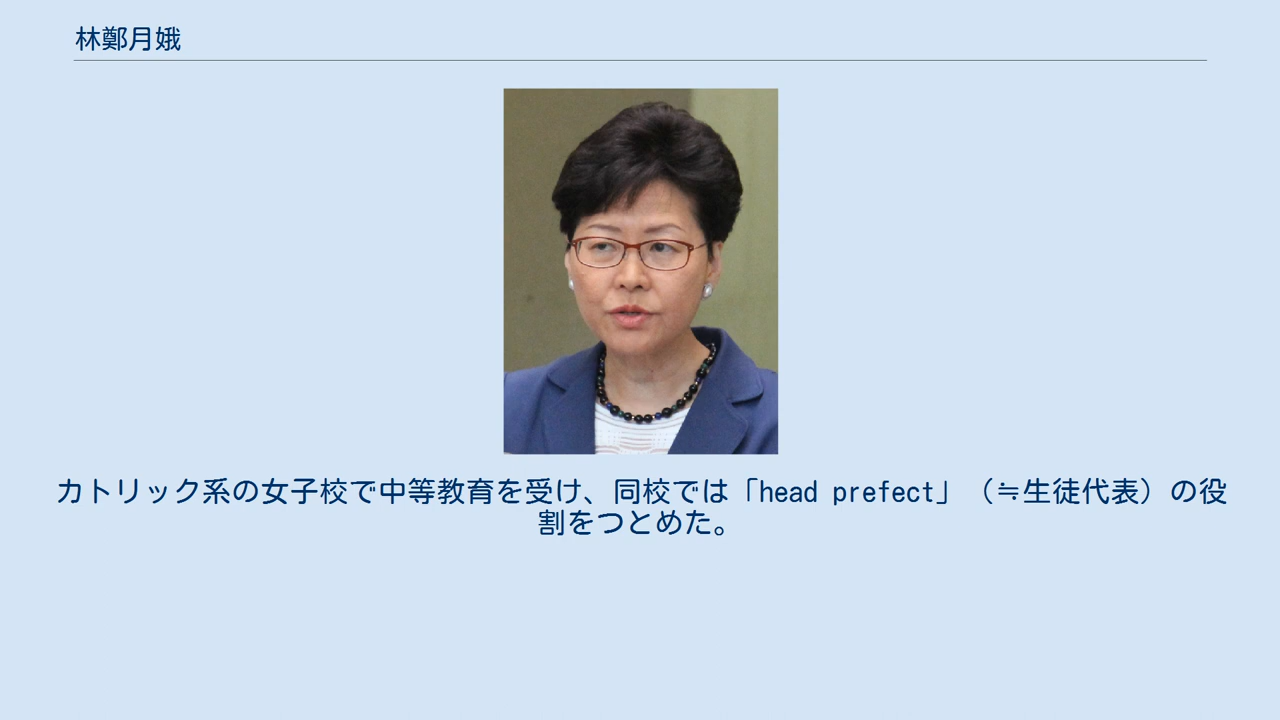 林鄭月娥
カトリック系の女子校で中等教育を受け、同校では「head prefect」（≒生徒代表）の役
割をつとめた。